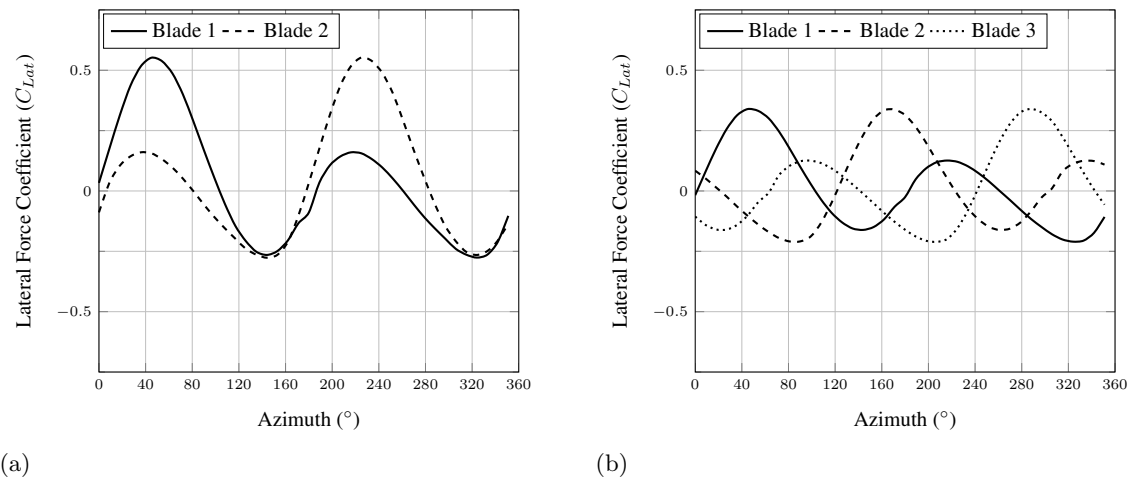 Blade 1 Blade 2
Lateral Force Coefficient (C_Lat)
0.5
0
−0.5
0 40 80 120 160 200 240 280 320 360
Azimuth (°)
(a)
Blade 1 Blade 2 Blade 3
Lateral Force Coefficient (C_Lat)
0.5
0
−0.5
0 40 80 120 160 200 240 280 320 360
Azimuth (°)
(b)